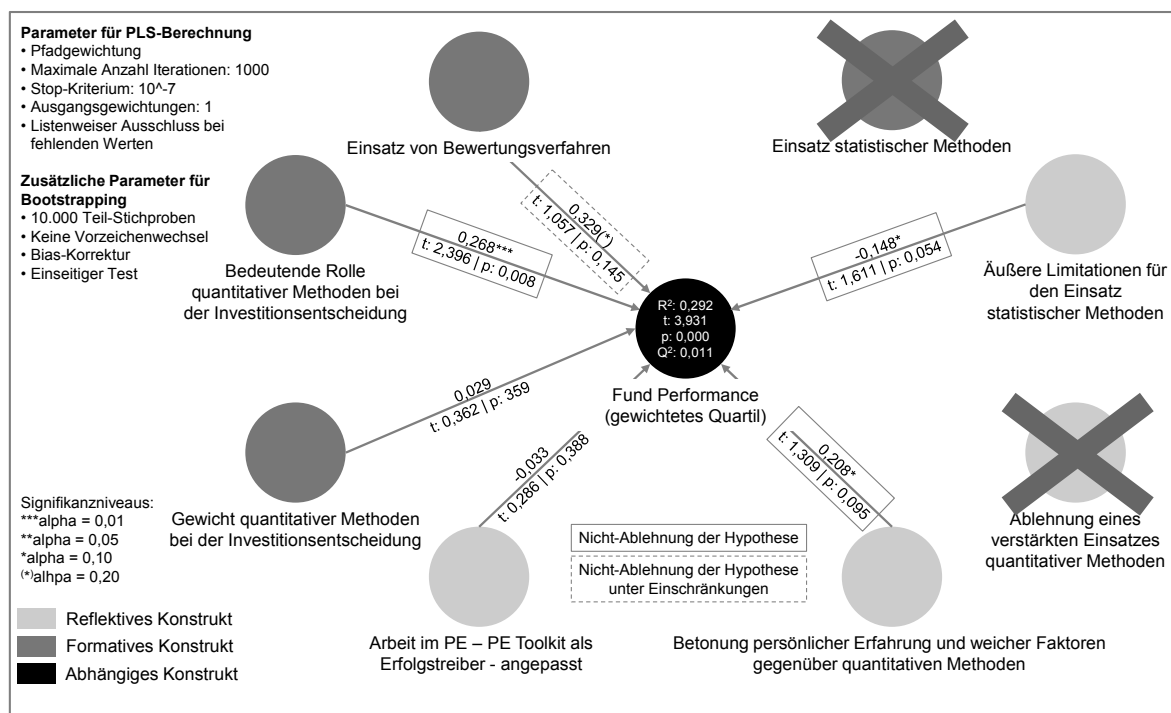 Parameter für PLS-Berechnung
• Pfadgewichtung
• Maximale Anzahl Iterationen: 1000
• Stop-Kriterium: 10^-7
• Ausgangsgewichtungen: 1
• Listenweiser Ausschluss bei
fehlenden Werten
Zusätzliche Parameter für
Bootstrapping
• 10.000 Teil-Stichproben
• Keine Vorzeichenwechsel
• Bias-Korrektur
• Einseitiger Test
Einsatz von Bewertungsverfahren
0,329(*)
t: 1,057 | p: 0,145
Einsatz statistischer Methoden
Bedeutende Rolle
quantitativer Methoden bei
der Investitionsentscheidung
0,268***
t: 2,396 | p: 0,008
-0,148*
t: 1,611 | p: 0,054
Äußere Limitationen für
den Einsatz
statistischer Methoden
R²: 0,292
t: 3,931
p: 0,000
Q²: 0,011
Fund Performance
(gewichtetes Quartil)
0,029
t: 0,362 | p: 359
Gewicht quantitativer Methoden
bei der Investitionsentscheidung
-0,033
t: 0,286 | p: 0,388
Arbeit im PE – PE Toolkit als
Erfolgstreiber - angepasst
0,208*
t: 1,309 | p: 0,095
Betonung persönlicher Erfahrung und weicher Faktoren
gegenüber quantitativen Methoden
Ablehnung eines
verstärkten Einsatzes
quantitativer Methoden
Nicht-Ablehnung der Hypothese
Nicht-Ablehnung der Hypothese
unter Einschränkungen
Signifikanzniveaus:
***alpha = 0,01
**alpha = 0,05
*alpha = 0,10
(*)alhpa = 0,20
Reflektives Konstrukt
Formatives Konstrukt
Abhängiges Konstrukt